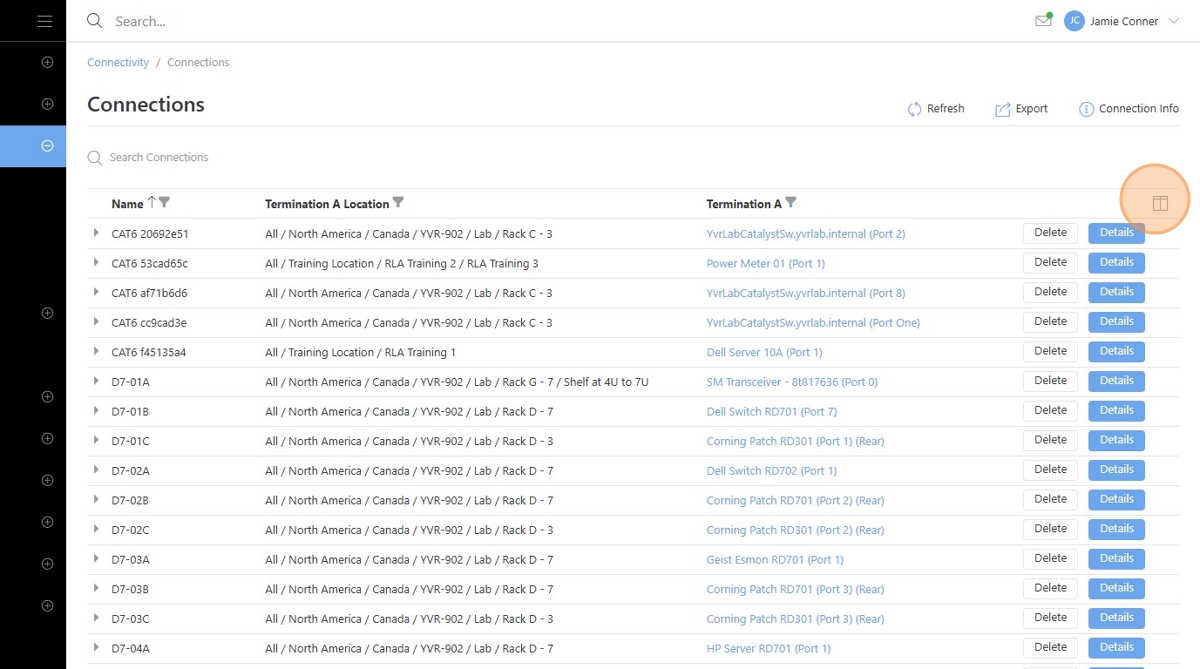 Search...
JC Jamie Conner
Connectivity / Connections
Connections
Refresh Export Connection Info
Search Connections
Name Termination A Location Termination A
CAT6 20692e51 All / North America / Canada / YVR-902 / Lab / Rack C - 3 YvrLabCatalystSw.yvrlab.internal (Port 2) Delete Details
CAT6 53cad65c All / Training Location / RLA Training 2 / RLA Training 3 Power Meter 01 (Port 1) Delete Details
CAT6 af71b6d6 All / North America / Canada / YVR-902 / Lab / Rack C - 3 YvrLabCatalystSw.yvrlab.internal (Port 8) Delete Details
CAT6 cc9cad3e All / North America / Canada / YVR-902 / Lab / Rack C - 3 YvrLabCatalystSw.yvrlab.internal (Port One) Delete Details
CAT6 f45135a4 All / Training Location / RLA Training 1 Dell Server 10A (Port 1) Delete Details
D7-01A All / North America / Canada / YVR-902 / Lab / Rack G - 7 / Shelf at 4U to 7U SM Transceiver - 8t817636 (Port 0) Delete Details
D7-01B All / North America / Canada / YVR-902 / Lab / Rack D - 7 Dell Switch RD701 (Port 7) Delete Details
D7-01C All / North America / Canada / YVR-902 / Lab / Rack D - 3 Corning Patch RD301 (Port 1) (Rear) Delete Details
D7-02A All / North America / Canada / YVR-902 / Lab / Rack D - 7 Dell Switch RD702 (Port 1) Delete Details
D7-02B All / North America / Canada / YVR-902 / Lab / Rack D - 7 Corning Patch RD701 (Port 2) (Rear) Delete Details
D7-02C All / North America / Canada / YVR-902 / Lab / Rack D - 3 Corning Patch RD301 (Port 2) (Rear) Delete Details
D7-03A All / North America / Canada / YVR-902 / Lab / Rack D - 7 Geist Esmon RD701 (Port 1) Delete Details
D7-03B All / North America / Canada / YVR-902 / Lab / Rack D - 7 Corning Patch RD701 (Port 3) (Rear) Delete Details
D7-03C All / North America / Canada / YVR-902 / Lab / Rack D - 3 Corning Patch RD301 (Port 3) (Rear) Delete Details
D7-04A All / North America / Canada / YVR-902 / Lab / Rack D - 7 HP Server RD701 (Port 1) Delete Details